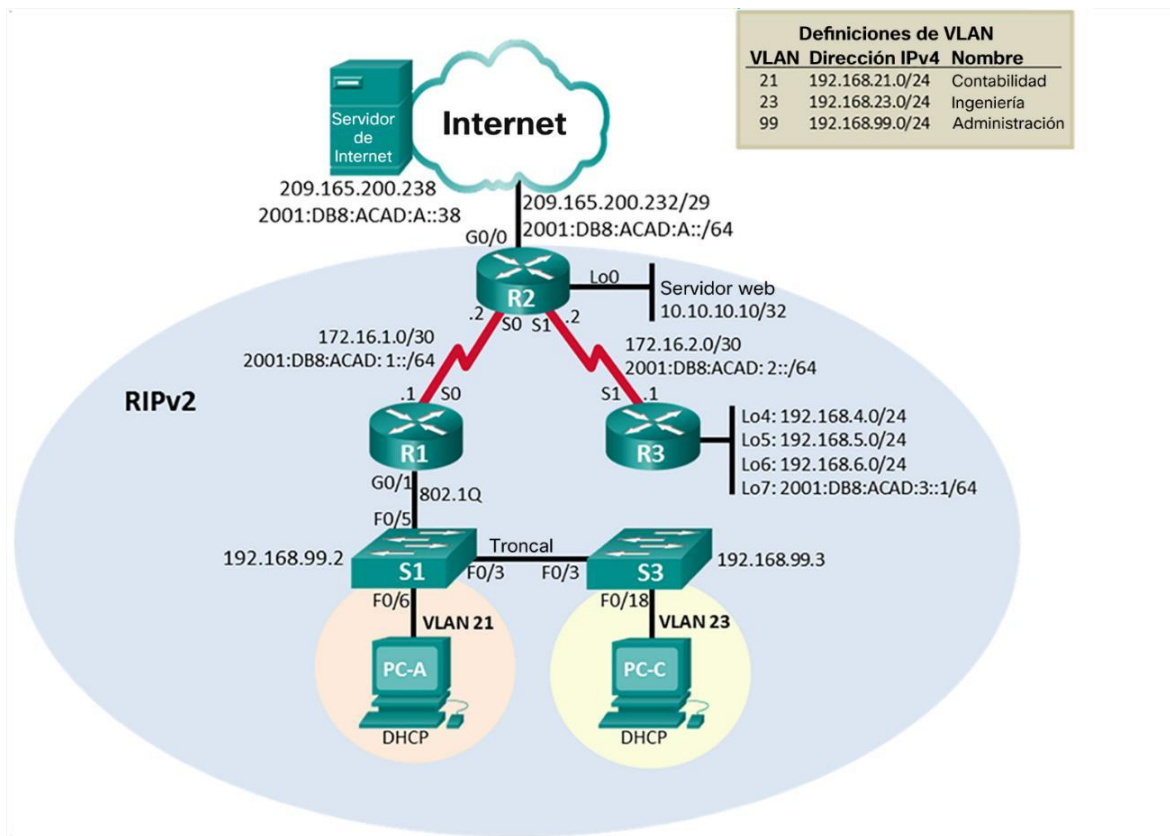 Definiciones de VLAN
VLAN Dirección IPv4 Nombre
21 192.168.21.0/24 Contabilidad
23 192.168.23.0/24 Ingeniería
99 192.168.99.0/24 Administración
Servidor
de
Internet
Internet
209.165.200.238
2001:DB8:ACAD:A::38
209.165.200.232/29
2001:DB8:ACAD:A::/64
G0/0
R2
Lo0
Servidor web
10.10.10.10/32
.2
S0
S1
.2
172.16.1.0/30
2001:DB8:ACAD: 1::/64
172.16.2.0/30
2001:DB8:ACAD: 2::/64
RIPv2
.1
S0
S1
.1
R1
R3
Lo4: 192.168.4.0/24
Lo5: 192.168.5.0/24
Lo6: 192.168.6.0/24
Lo7: 2001:DB8:ACAD:3::1/64
G0/1
802.1Q
F0/5
Troncal
192.168.99.2
S1
F0/3
F0/3
S3
192.168.99.3
F0/6
F0/18
VLAN 21
VLAN 23
PC-A
PC-C
DHCP
DHCP